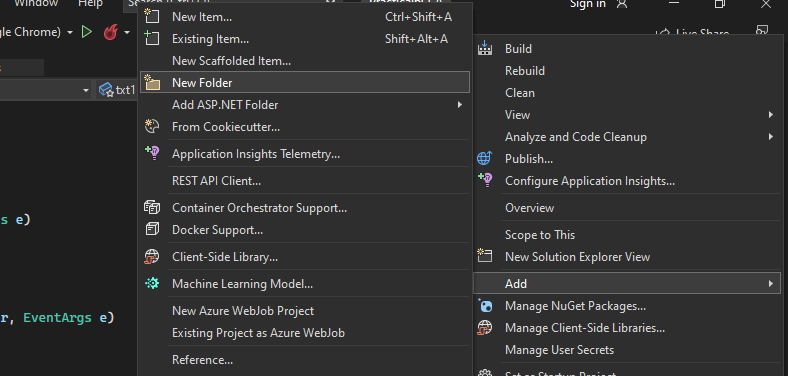 Window
Sign in
gle Chrome)
Live Share
txt1
s e)
r, EventArgs e)
New Item... Ctrl+Shift+A
Existing Item... Shift+Alt+A
New Scaffolded Item...
New Folder
Add ASP.NET Folder
From Cookiecutter...
Application Insights Telemetry...
REST API Client...
Container Orchestrator Support...
Docker Support...
Client-Side Library...
Machine Learning Model...
New Azure WebJob Project
Existing Project as Azure WebJob
Reference...
Build
Rebuild
Clean
View
Analyze and Code Cleanup
Publish...
Configure Application Insights...
Overview
Scope to This
New Solution Explorer View
Add
Manage NuGet Packages...
Manage Client-Side Libraries...
Manage User Secrets
Set as Startup Project